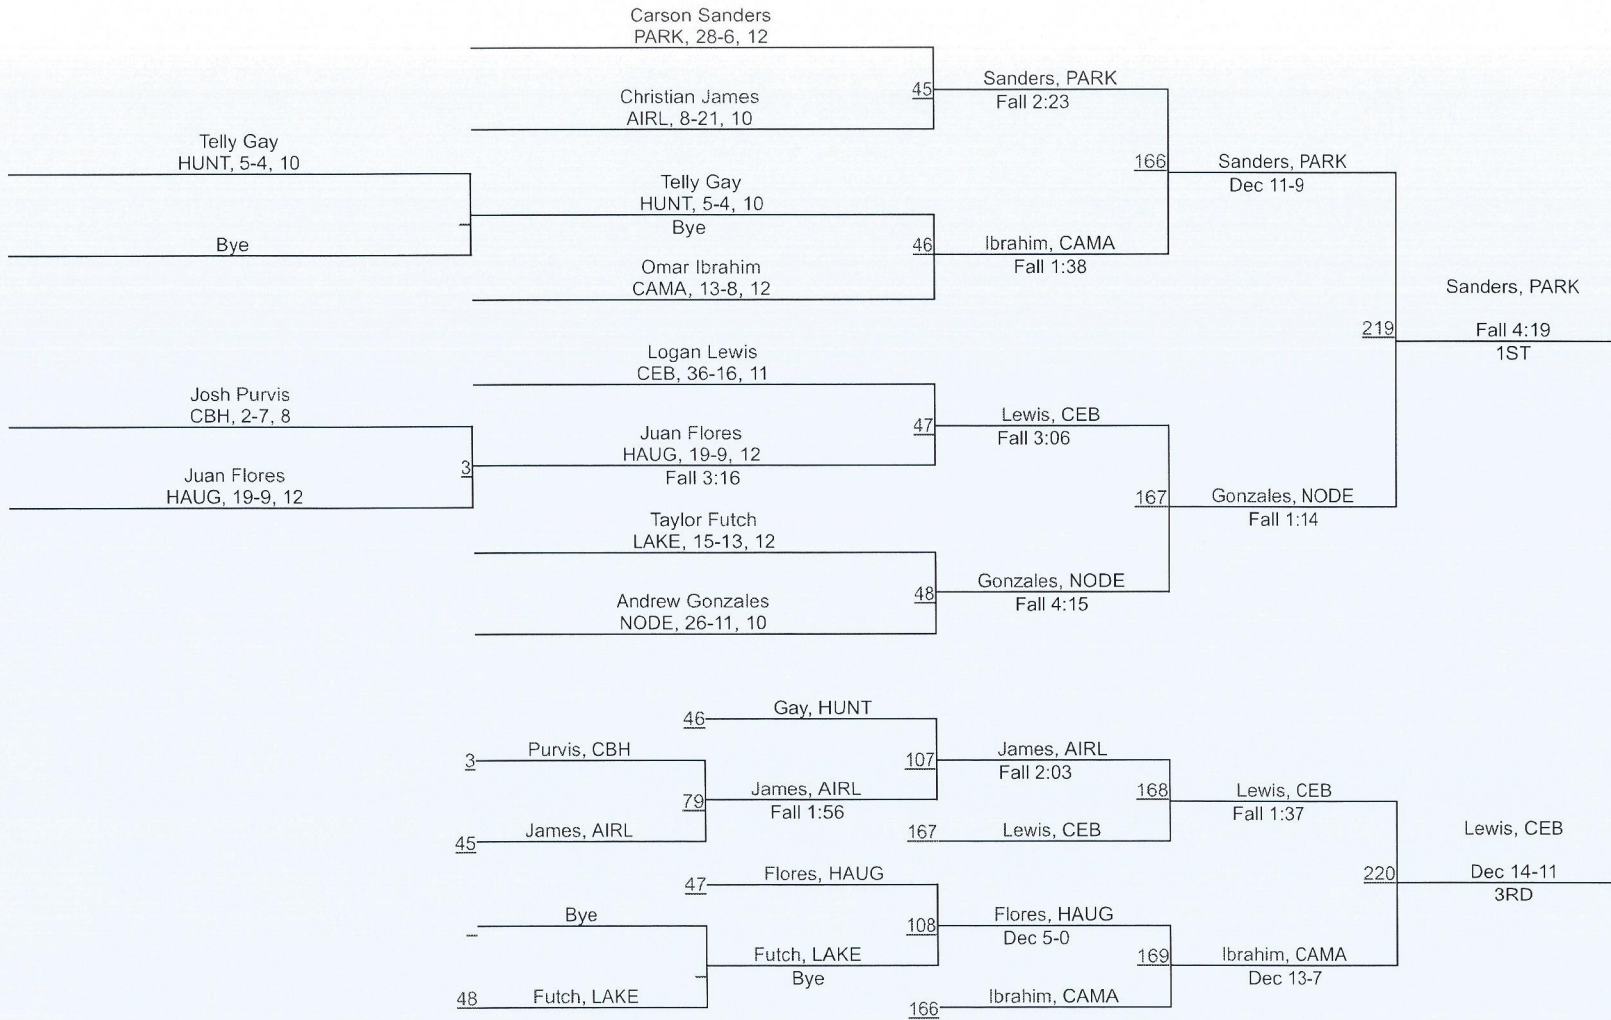 Carson Sanders
PARK, 28-6, 12
45
Sanders, PARK
Fall 2:23
Christian James
AIRL, 8-21, 10
Telly Gay
HUNT, 5-4, 10
166
Sanders, PARK
Dec 11-9
Telly Gay
HUNT, 5-4, 10
Bye
Bye
46
Ibrahim, CAMA
Fall 1:38
Omar Ibrahim
CAMA, 13-8, 12
219
Sanders, PARK
Fall 4:19
1ST
Logan Lewis
CEB, 36-16, 11
Josh Purvis
CBH, 2-7, 8
47
Lewis, CEB
Fall 3:06
3
Juan Flores
HAUG, 19-9, 12
Fall 3:16
Juan Flores
HAUG, 19-9, 12
167
Gonzales, NODE
Fall 1:14
Taylor Futch
LAKE, 15-13, 12
48
Gonzales, NODE
Fall 4:15
Andrew Gonzales
NODE, 26-11, 10
46
Gay, HUNT
3
Purvis, CBH
107
James, AIRL
Fall 2:03
79
James, AIRL
Fall 1:56
168
Lewis, CEB
Fall 1:37
45
James, AIRL
167
Lewis, CEB
Lewis, CEB
220
Dec 14-11
3RD
47
Flores, HAUG
Bye
108
Flores, HAUG
Dec 5-0
Futch, LAKE
Bye
169
Ibrahim, CAMA
Dec 13-7
48
Futch, LAKE
166
Ibrahim, CAMA